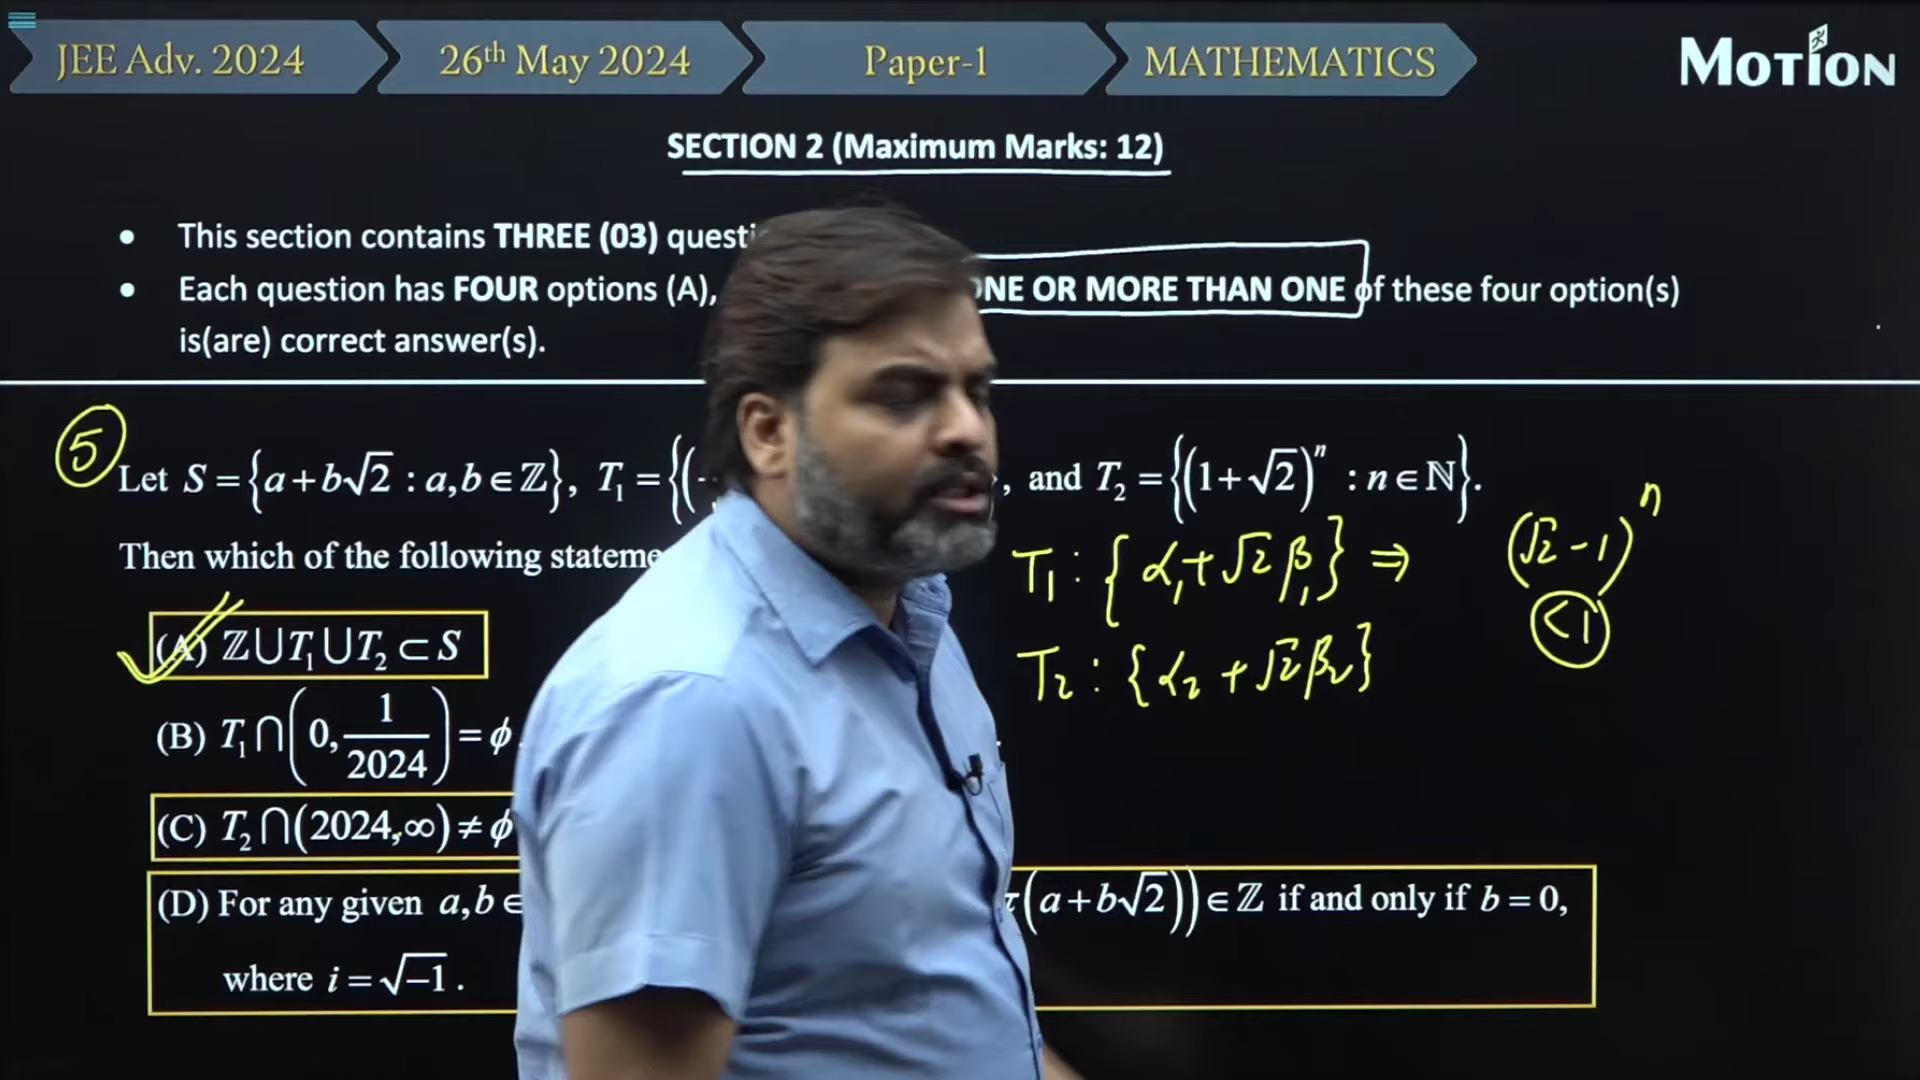 JEE Adv. 2024 26th May 2024 Paper-1 MATHEMATICS MOTION
SECTION 2 (Maximum Marks: 12)
• This section contains THREE (03)
• Each question has FOUR options (A), ONE OR MORE THAN ONE of these four option(s)
is(are) correct answer(s).
5
Let S = {a + b√2 : a, b ∈ ℤ}, T₁ = {( , and T₂ = {(1+√2)ⁿ : n ∈ ℕ}.
Then which of the following
T₁ : {α₁ + √2 β₁} ⇒ (√2 - 1)ⁿ
<1
T₂ : {α₂ + √2 β₂}
(A) ℤ ⋃ T₁ ⋃ T₂ ⊂ S
(B) T₁ ⋂ (0, 1/2024) = ϕ
(C) T₂ ⋂ (2024, ∞) ≠ ϕ
(D) For any given a, b ∈ (a + b√2)) ∈ ℤ if and only if b = 0,
where i = √−1 .